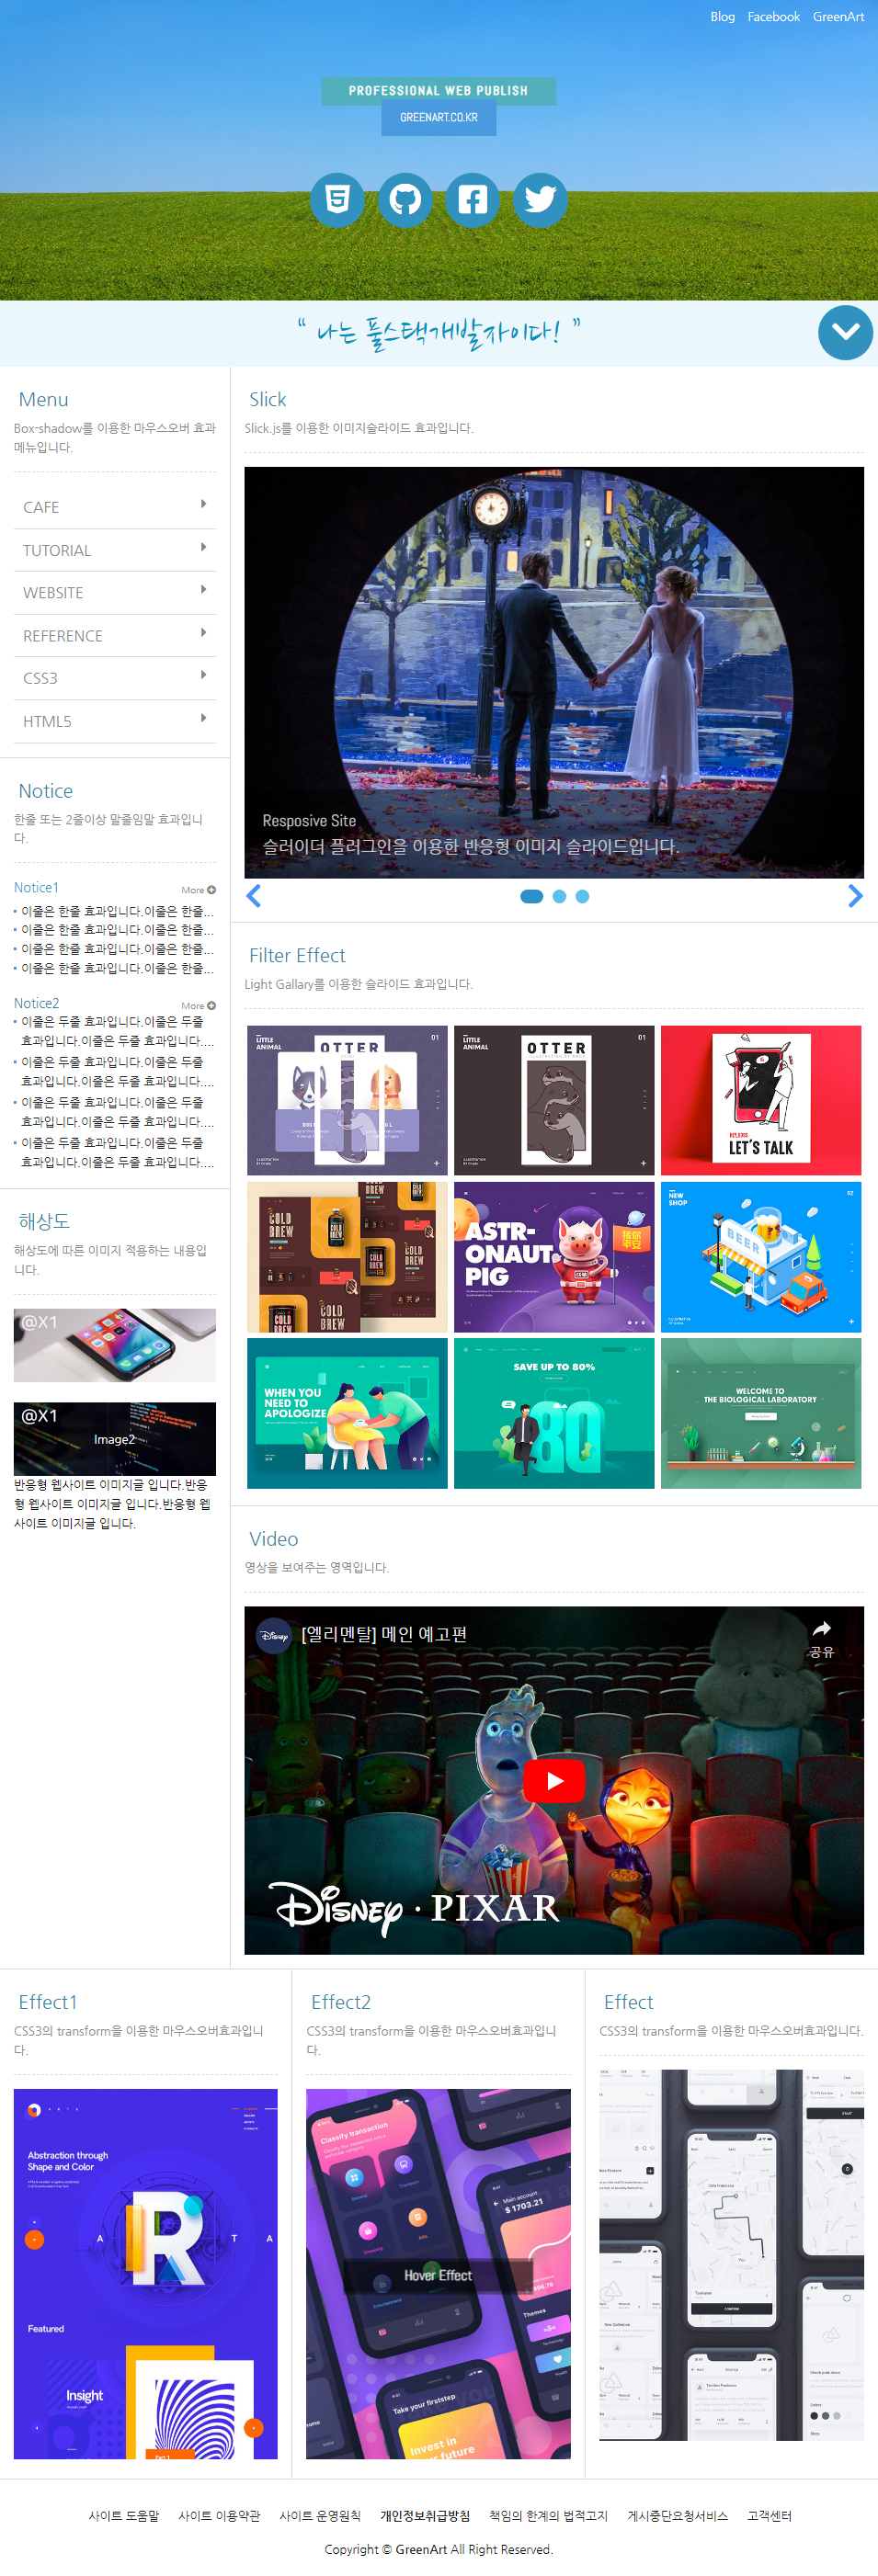 Blog Facebook GreenArt
PROFESSIONAL WEB PUBLISH
GREENART.CO.KR
“ 나는 풀스택개발자이다! ”
Menu
Box-shadow를 이용한 마우스오버 효과
메뉴입니다.
CAFE
TUTORIAL
WEBSITE
REFERENCE
CSS3
HTML5
Notice
한줄 또는 2줄이상 말줄임말 효과입니
다.
Notice1 More
이줄은 한줄 효과입니다.이줄은 한줄...
이줄은 한줄 효과입니다.이줄은 한줄...
이줄은 한줄 효과입니다.이줄은 한줄...
이줄은 한줄 효과입니다.이줄은 한줄...
Notice2 More
이줄은 두줄 효과입니다.이줄은 두줄
효과입니다.이줄은 두줄 효과입니다....
이줄은 두줄 효과입니다.이줄은 두줄
효과입니다.이줄은 두줄 효과입니다....
이줄은 두줄 효과입니다.이줄은 두줄
효과입니다.이줄은 두줄 효과입니다....
이줄은 두줄 효과입니다.이줄은 두줄
효과입니다.이줄은 두줄 효과입니다....
해상도
해상도에 따른 이미지 적용하는 내용입
니다.
@X1
@X1
Image2
반응형 웹사이트 이미지글 입니다.반응
형 웹사이트 이미지글 입니다.반응형 웹
사이트 이미지글 입니다.
Slick
Slick.js를 이용한 이미지슬라이드 효과입니다.
Resposive Site
슬러이더 플러그인을 이용한 반응형 이미지 슬라이드입니다.
Filter Effect
Light Gallary를 이용한 슬라이드 효과입니다.
LITTLE
ANIMAL
OTTER
01
LITTLE
ANIMAL
OTTER
01
LET'S TALK
COLD
BREW
COLD
BREW
COLD
BREW
ASTR-
ONAUT
PIG
NEW
SHOP
02
BEER
WHEN YOU
NEED TO
APOLOGIZE
SAVE UP TO 80%
80
WELCOME TO
THE BIOLOGICAL LABORATORY
Video
영상을 보여주는 영역입니다.
Disney
[엘리멘탈] 메인 예고편
공유
Disney · PIXAR
Effect1
CSS3의 transform을 이용한 마우스오버효과입니
다.
Abstraction through
Shape and Color
R
A T A
Featured
Insight
Part 1
Effect2
CSS3의 transform을 이용한 마우스오버효과입니
다.
Classify transaction
Main account
$ 1703.21
Hover Effect
Themes
Take your firststep
Invest in
your future
Effect
CSS3의 transform을 이용한 마우스오버효과입니다.
START
사이트 도움말 사이트 이용약관 사이트 운영원칙 개인정보취급방침 책임의 한계의 법적고지 게시중단요청서비스 고객센터
Copyright © GreenArt All Right Reserved.